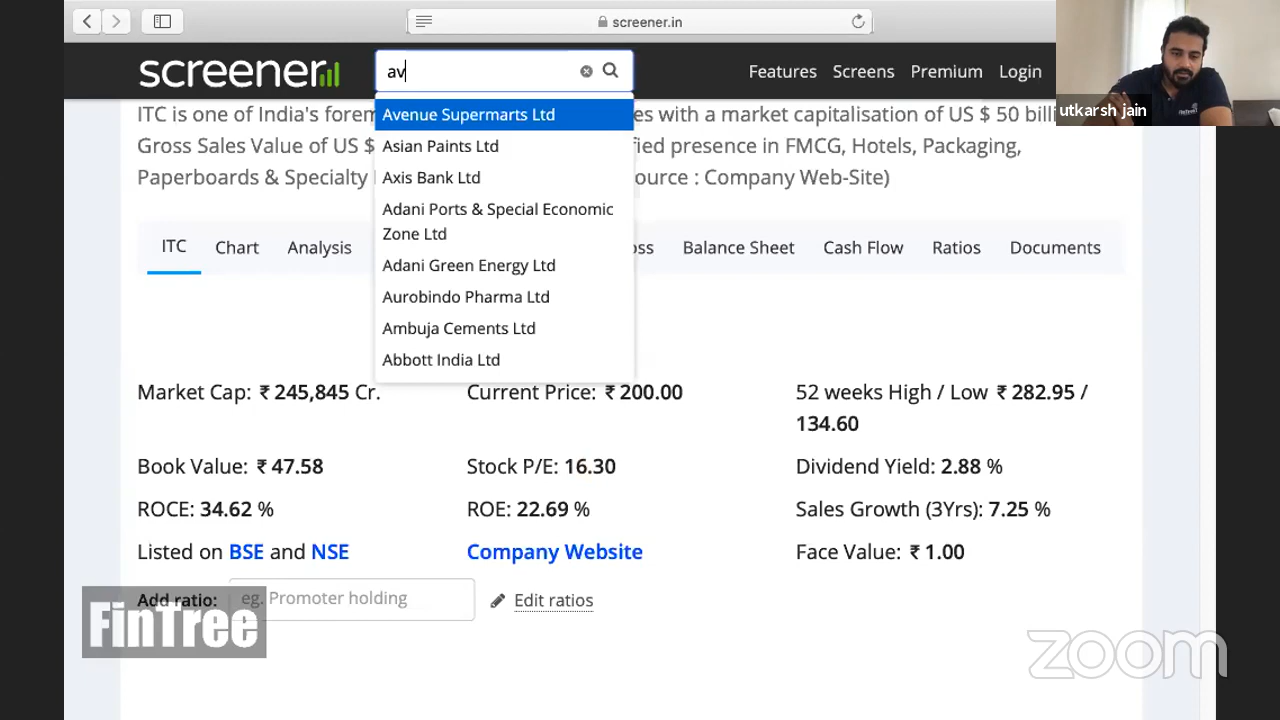 screener.in
screener
av
Features Screens Premium Login
utkarsh jain
Avenue Supermarts Ltd
Asian Paints Ltd
Axis Bank Ltd
Adani Ports & Special Economic
Zone Ltd
Adani Green Energy Ltd
Aurobindo Pharma Ltd
Ambuja Cements Ltd
Abbott India Ltd
ITC is one of India's forem es with a market capitalisation of US $ 50 billi
Gross Sales Value of US $ fied presence in FMCG, Hotels, Packaging,
Paperboards & Specialty ource : Company Web-Site)
ITC Chart Analysis oss Balance Sheet Cash Flow Ratios Documents
Market Cap: ₹ 245,845 Cr. Current Price: ₹ 200.00 52 weeks High / Low ₹ 282.95 /
134.60
Book Value: ₹ 47.58 Stock P/E: 16.30 Dividend Yield: 2.88 %
ROCE: 34.62 % ROE: 22.69 % Sales Growth (3Yrs): 7.25 %
Listed on BSE and NSE Company Website Face Value: ₹ 1.00
Add ratio: eg. Promoter holding Edit ratios
FinTree
zoom